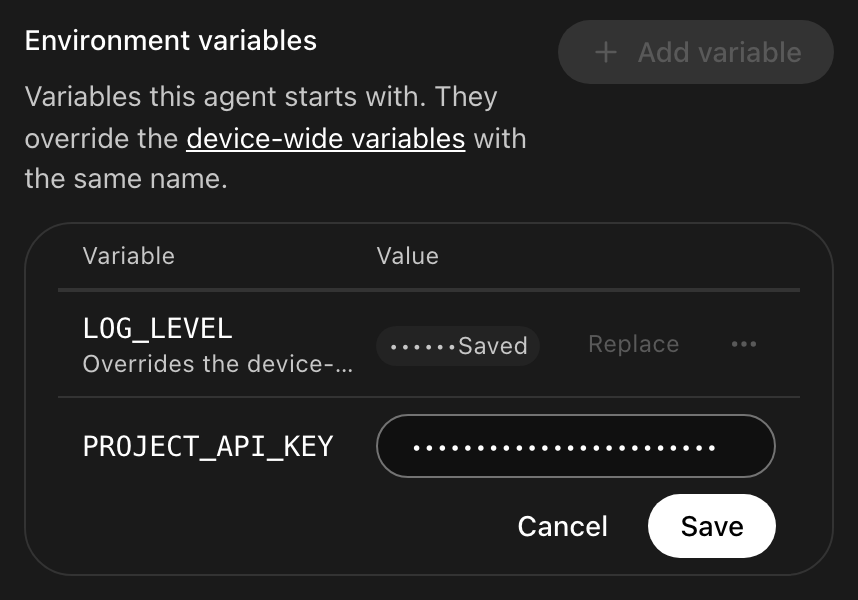 Environment variables
+ Add variable
Variables this agent starts with. They
override the device-wide variables with
the same name.
Variable Value
LOG_LEVEL
Overrides the device-...
••••••Saved Replace •••
PROJECT_API_KEY ••••••••••••••••••••••••
Cancel Save